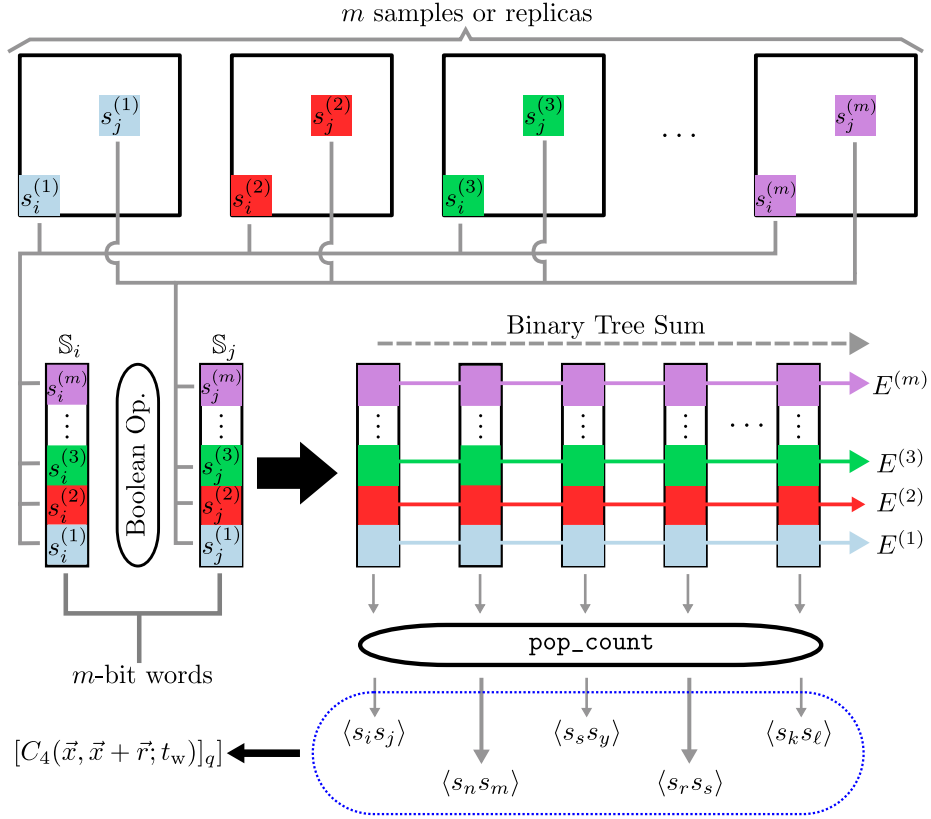 m samples or replicas
s_j^{(1)} s_j^{(2)} s_j^{(3)} s_j^{(m)}
...
s_i^{(1)} s_i^{(2)} s_i^{(3)} s_i^{(m)}
Binary Tree Sum
𝕊_i 𝕊_j
s_i^{(m)} s_j^{(m)} E^{(m)}
⋮ ⋮ ⋮ ⋮ ⋮ ⋮ ... ⋮
s_i^{(3)} s_j^{(3)} E^{(3)}
s_i^{(2)} s_j^{(2)} E^{(2)}
s_i^{(1)} s_j^{(1)} E^{(1)}
Boolean Op.
pop_count
m-bit words
⟨s_i s_j⟩ ⟨s_s s_y⟩ ⟨s_k s_ℓ⟩
[C_4(\vec{x}, \vec{x} + \vec{r}; t_w)]_q]
⟨s_n s_m⟩ ⟨s_r s_s⟩